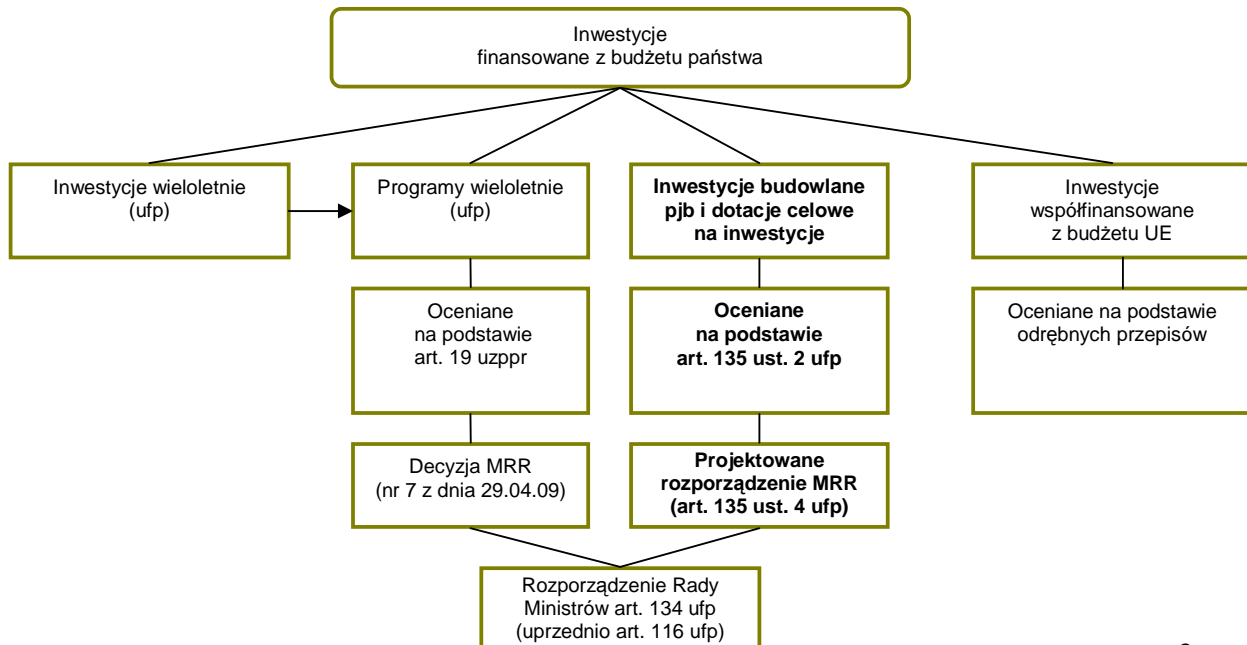 Inwestycje
finansowane z budżetu państwa
Inwestycje wieloletnie
(ufp)
Programy wieloletnie
(ufp)
Inwestycje budowlane
pjb i dotacje celowe
na inwestycje
Inwestycje
współfinansowane
z budżetu UE
Oceniane
na podstawie
art. 19 uzppr
Oceniane
na podstawie
art. 135 ust. 2 ufp
Oceniane na podstawie
odrębnych przepisów
Decyzja MRR
(nr 7 z dnia 29.04.09)
Projektowane
rozporządzenie MRR
(art. 135 ust. 4 ufp)
Rozporządzenie Rady
Ministrów art. 134 ufp
(uprzednio art. 116 ufp)